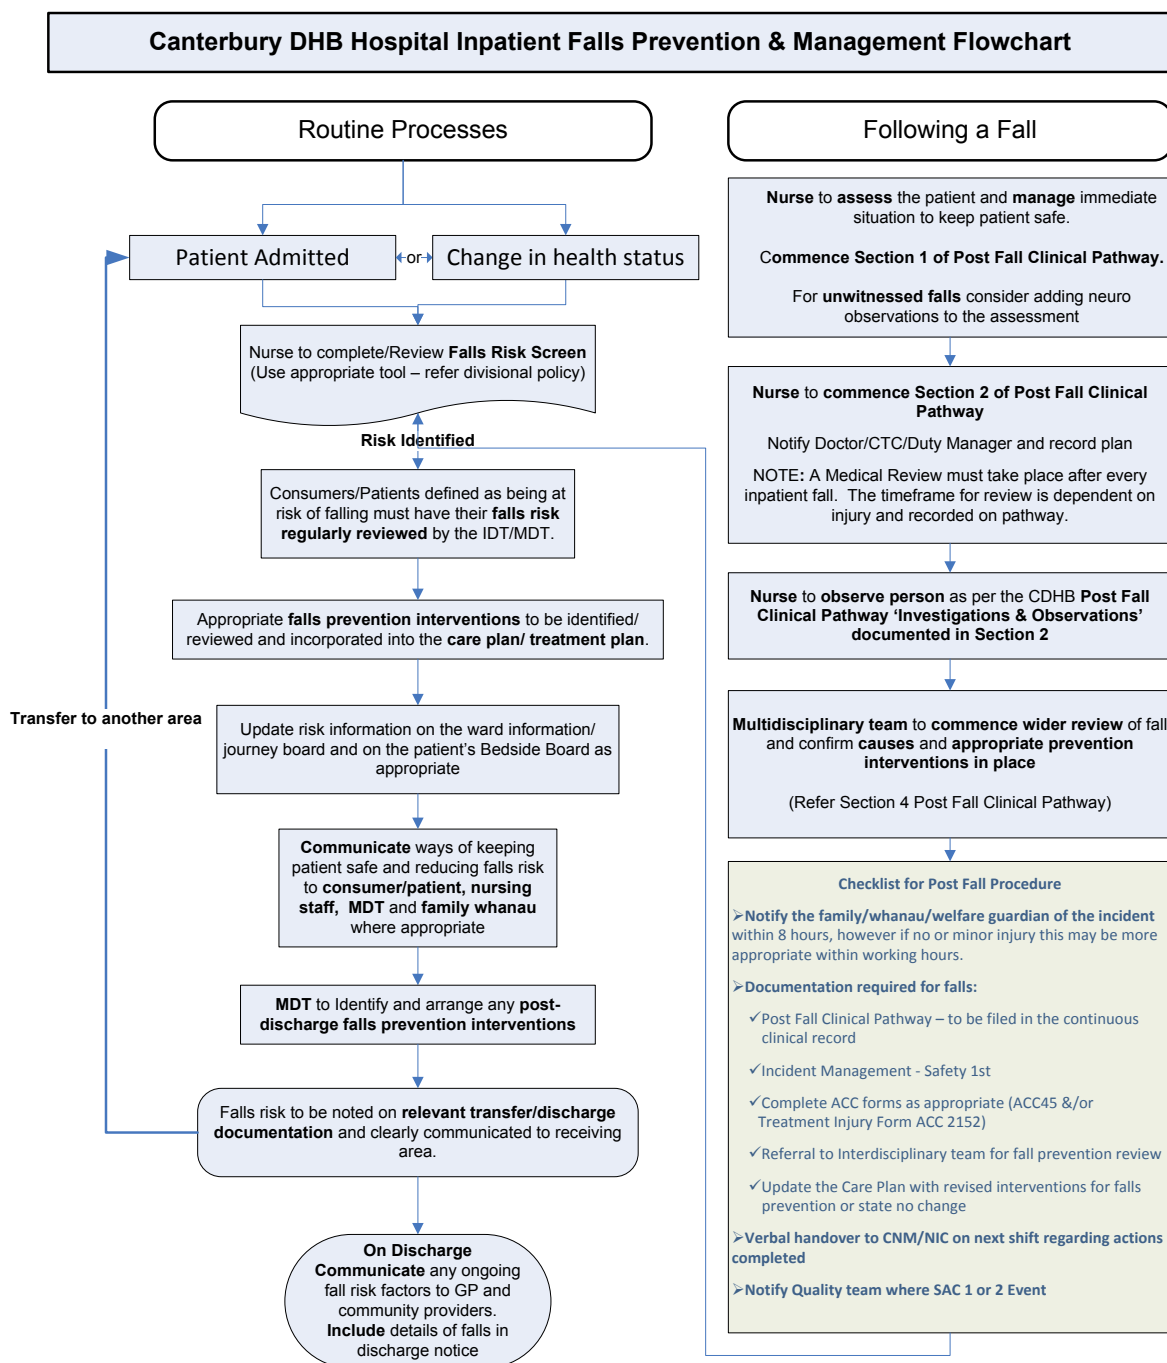 Canterbury DHB Hospital Inpatient Falls Prevention & Management Flowchart
Routine Processes
Patient Admitted
or
Change in health status
Nurse to complete/Review Falls Risk Screen
(Use appropriate tool – refer divisional policy)
Risk Identified
Consumers/Patients defined as being at
risk of falling must have their falls risk
regularly reviewed by the IDT/MDT.
Appropriate falls prevention interventions to be identified/
reviewed and incorporated into the care plan/ treatment plan.
Transfer to another area
Update risk information on the ward information/
journey board and on the patient's Bedside Board as
appropriate
Communicate ways of keeping
patient safe and reducing falls risk
to consumer/patient, nursing
staff, MDT and family whanau
where appropriate
MDT to Identify and arrange any post-
discharge falls prevention interventions
Falls risk to be noted on relevant transfer/discharge
documentation and clearly communicated to receiving
area.
On Discharge
Communicate any ongoing
fall risk factors to GP and
community providers.
Include details of falls in
discharge notice
Following a Fall
Nurse to assess the patient and manage immediate
situation to keep patient safe.
Commence Section 1 of Post Fall Clinical Pathway.
For unwitnessed falls consider adding neuro
observations to the assessment
Nurse to commence Section 2 of Post Fall Clinical
Pathway
Notify Doctor/CTC/Duty Manager and record plan
NOTE: A Medical Review must take place after every
inpatient fall. The timeframe for review is dependent on
injury and recorded on pathway.
Nurse to observe person as per the CDHB Post Fall
Clinical Pathway 'Investigations & Observations'
documented in Section 2
Multidisciplinary team to commence wider review of fall
and confirm causes and appropriate prevention
interventions in place
(Refer Section 4 Post Fall Clinical Pathway)
Checklist for Post Fall Procedure
➢Notify the family/whanau/welfare guardian of the incident
within 8 hours, however if no or minor injury this may be more
appropriate within working hours.
➢Documentation required for falls:
✓Post Fall Clinical Pathway – to be filed in the continuous
clinical record
✓Incident Management - Safety 1st
✓Complete ACC forms as appropriate (ACC45 &/or
Treatment Injury Form ACC 2152)
✓Referral to Interdisciplinary team for fall prevention review
✓Update the Care Plan with revised interventions for falls
prevention or state no change
➢Verbal handover to CNM/NIC on next shift regarding actions
completed
➢Notify Quality team where SAC 1 or 2 Event